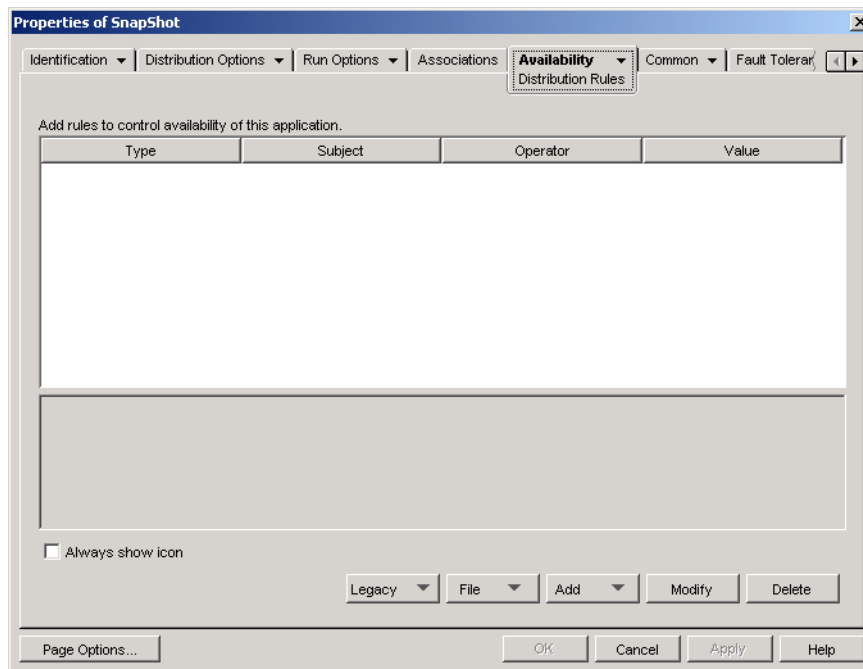 Properties of SnapShot
Identification Distribution Options Run Options Associations Availability Common Fault Tolerar
Distribution Rules
Add rules to control availability of this application.
Type Subject Operator Value
Always show icon
Legacy File Add Modify Delete
Page Options... OK Cancel Apply Help